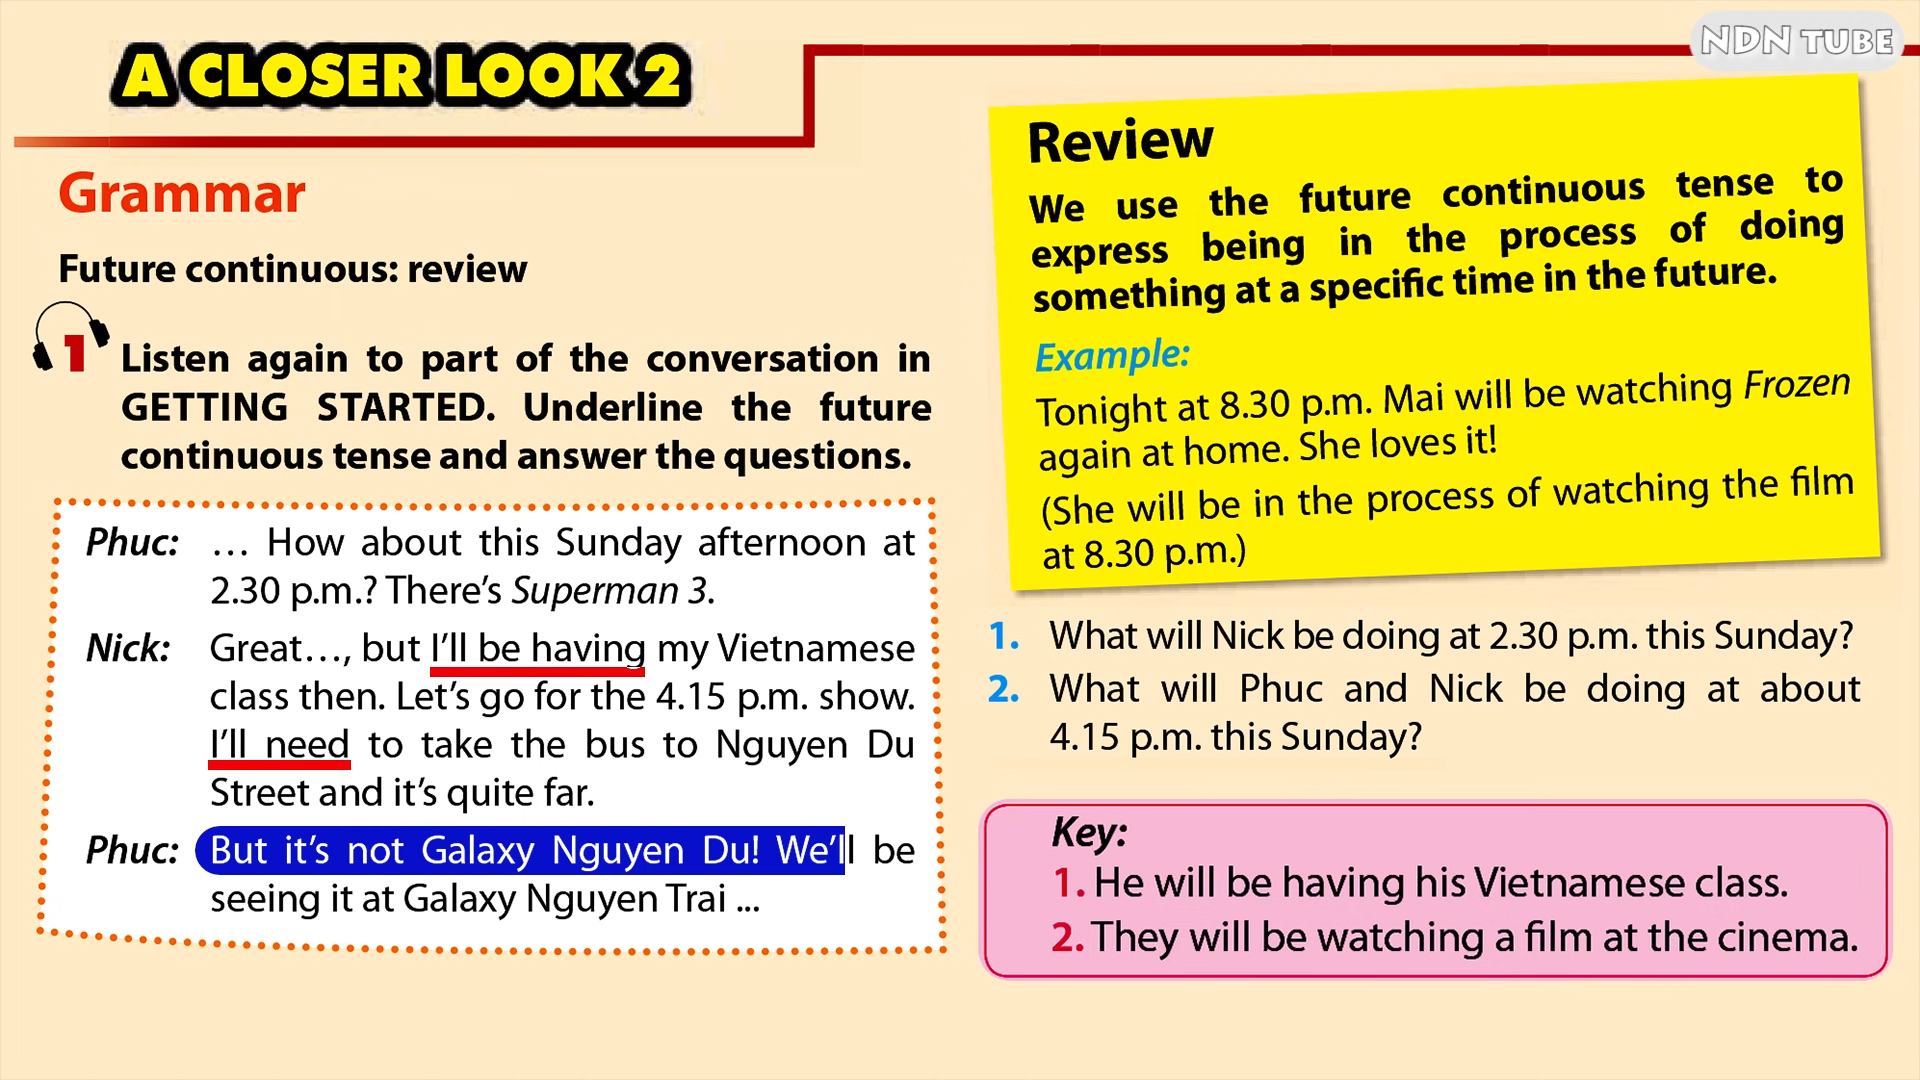 NDN TUBE
A CLOSER LOOK 2
Grammar
Future continuous: review
1 Listen again to part of the conversation in
GETTING STARTED. Underline the future
continuous tense and answer the questions.
Phuc: … How about this Sunday afternoon at
2.30 p.m.? There’s Superman 3.
Nick: Great…, but I’ll be having my Vietnamese
class then. Let’s go for the 4.15 p.m. show.
I’ll need to take the bus to Nguyen Du
Street and it’s quite far.
Phuc: But it’s not Galaxy Nguyen Du! We’ll be
seeing it at Galaxy Nguyen Trai ...
Review
We use the future continuous tense to
express being in the process of doing
something at a specific time in the future.
Example:
Tonight at 8.30 p.m. Mai will be watching Frozen
again at home. She loves it!
(She will be in the process of watching the film
at 8.30 p.m.)
1. What will Nick be doing at 2.30 p.m. this Sunday?
2. What will Phuc and Nick be doing at about
4.15 p.m. this Sunday?
Key:
1. He will be having his Vietnamese class.
2. They will be watching a film at the cinema.